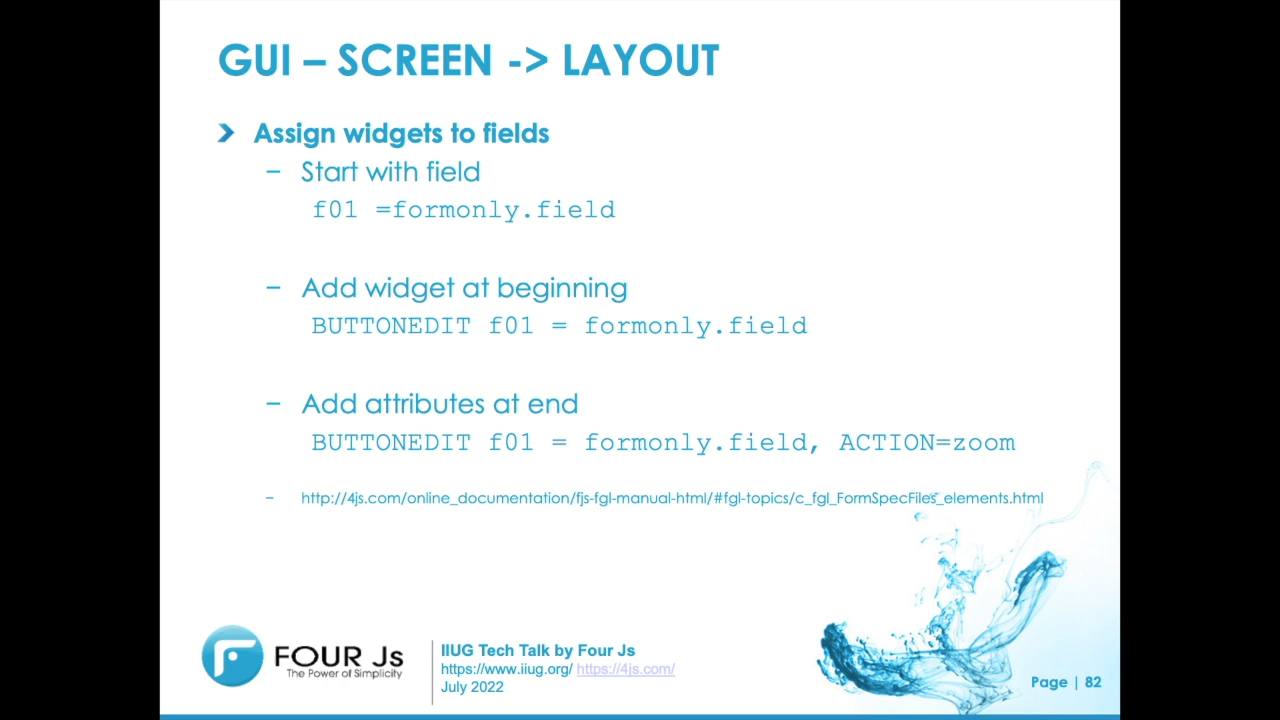 GUI – SCREEN -> LAYOUT
Assign widgets to fields
– Start with field
f01 =formonly.field
– Add widget at beginning
BUTTONEDIT f01 = formonly.field
– Add attributes at end
BUTTONEDIT f01 = formonly.field, ACTION=zoom
– http://4js.com/online_documentation/fjs-fgl-manual-html/#fgl-topics/c_fgl_FormSpecFiles_elements.html
FOUR Js
The Power of Simplicity
IIUG Tech Talk by Four Js
https://www.iiug.org/ https://4js.com/
July 2022
Page | 82